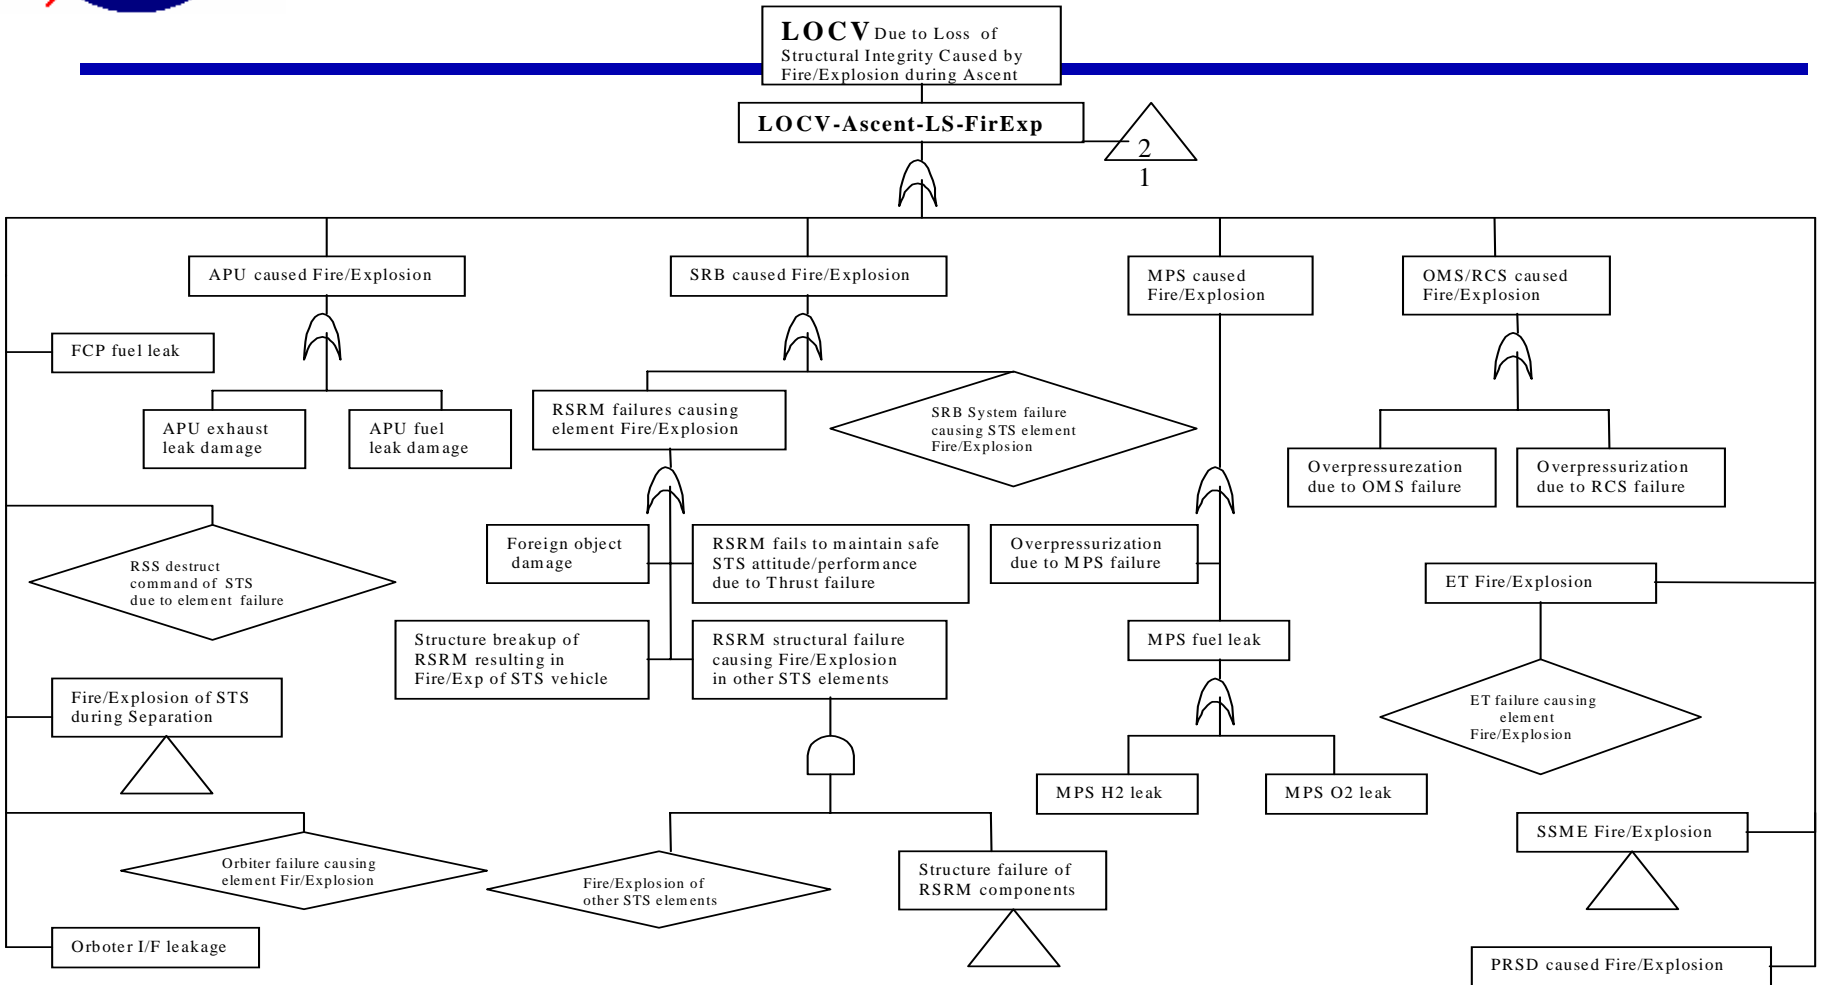 LOCV Due to Loss of
Structural Integrity Caused by
Fire/Explosion during Ascent
LOCV-Ascent-LS-FirExp
2
1
APU caused Fire/Explosion
SRB caused Fire/Explosion
MPS caused
Fire/Explosion
OMS/RCS caused
Fire/Explosion
FCP fuel leak
APU exhaust
leak damage
APU fuel
leak damage
RSRM failures causing
element Fire/Explosion
SRB System failure
causing STS element
Fire/Explosion
Overpressurezation
due to OMS failure
Overpressurization
due to RCS failure
Foreign object
damage
RSRM fails to maintain safe
STS attitude/performance
due to Thrust failure
Overpressurization
due to MPS failure
RSS destruct
command of STS
due to element failure
ET Fire/Explosion
Structure breakup of
RSRM resulting in
Fire/Exp of STS vehicle
RSRM structural failure
causing Fire/Explosion
in other STS elements
MPS fuel leak
Fire/Explosion of STS
during Separation
ET failure causing
element
Fire/Explosion
MPS H2 leak
MPS O2 leak
SSME Fire/Explosion
Orbiter failure causing
element Fir/Explosion
Fire/Explosion of
other STS elements
Structure failure of
RSRM components
Orboter I/F leakage
PRSD caused Fire/Explosion